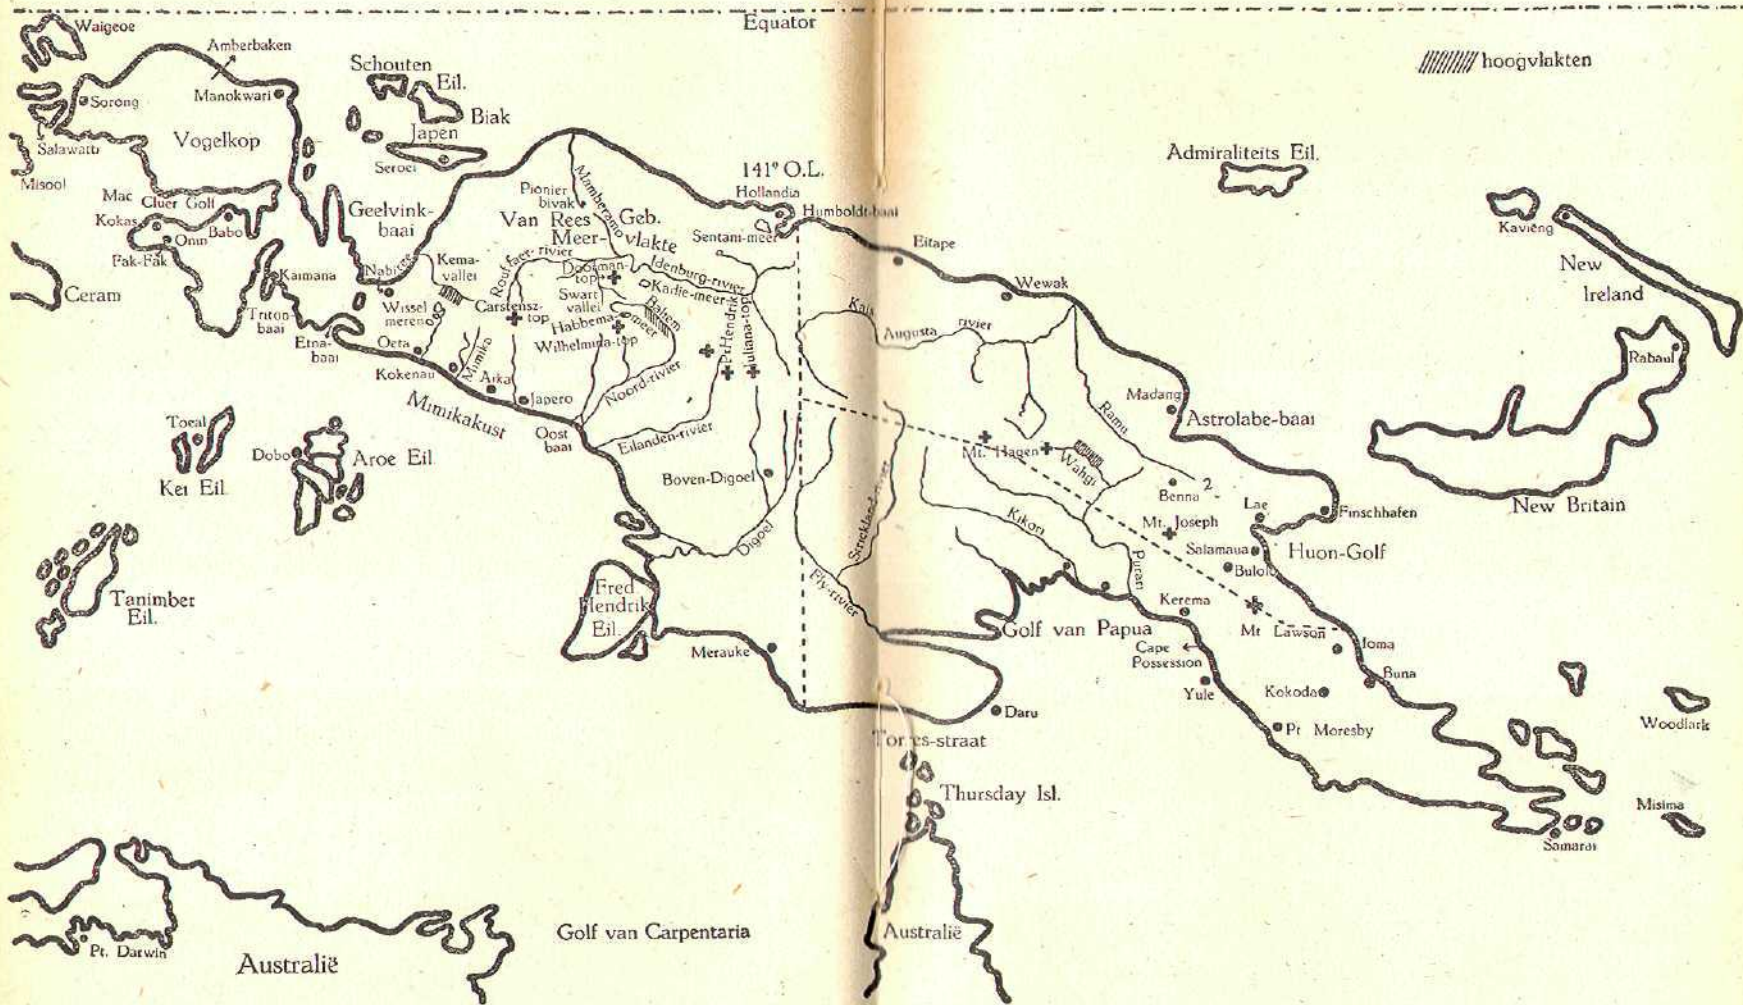 Equator
Waigeoe
Amberbaken
Sorong
Manokwari
Salawatti
Vogelkop
Misool
Mac
Cluer Golf
Kokas
Onin
Babo
Fak-Fak
Ceram
Kaimana
Triton-
baai
Etna-
baai
Schouten
Eil.
Biak
Japen
Seroei
Geelvink-
baai
Nabire
Kema-
vallei
Wissel
meren
Oeta
Kokenau
Mimika
Atka
Japero
Mimikakust
Oost
baai
Pionier
bivak
Mamberamo
Van Rees Geb.
Meer-vlakte
Rouffaer-rivier
Idenburg-rivier
Doorman-
top
Kadie-meer
Swart
vallei
Carstensz-
top
Habbema
meer
Baliem
Wilhelmina-top
Pr Hendrik
Juliana-top
Noord-rivier
Eilanden-rivier
Boven-Digoel
Digoel
141° O.L.
Hollandia
Humboldt-baai
Sentani-meer
Fred
Hendrik
Eil.
Merauke
Toeal
Kei Eil.
Dobo
Aroe Eil.
Tanimber
Eil.
Pt. Darwin
Australië
Golf van Carpentaria
Australië
hoogvlakten
Admiraliteits Eil.
Kavieng
New
Ireland
Rabaul
New Britain
Eitape
Wewak
Augusta rivier
Ramu
Madang
Astrolabe-baai
Mt. Hagen
Wahgi
Benna 2
Mt. Joseph
Lae
Finschhafen
Salamaua
Huon-Golf
Bulolo
Kikori
Purari
Strickland-rivier
Fly-rivier
Kerema
Golf van Papua
Mt Lawson
Cape
Possession
Ioma
Buna
Yule
Kokoda
Pt Moresby
Daru
Torres-straat
Thursday Isl.
Woodlark
Misima
Samarai